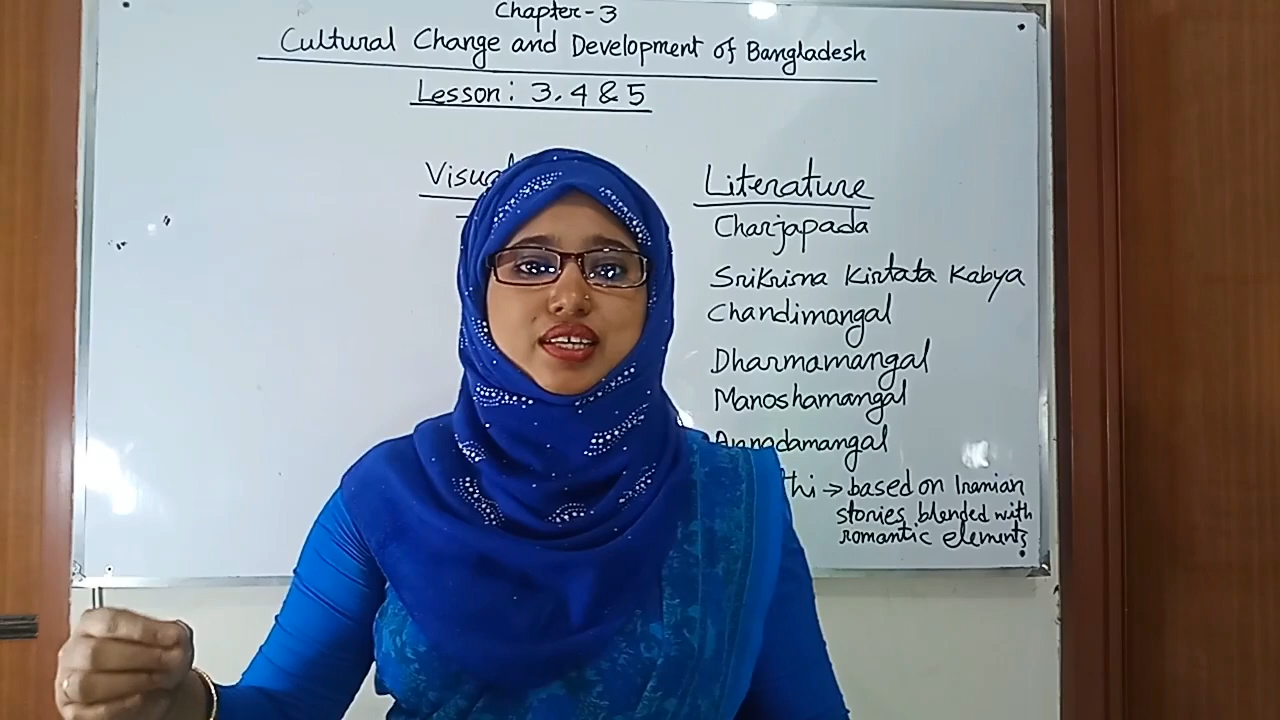 Chapter-3
Cultural Change and Development of Bangladesh
Lesson: 3, 4 & 5
Literature
Charjapada
Srikrisna Kirtata Kabya
Chandimangal
Dharmamangal
Manoshamangal
Annadamangal
→ based on Iranian
stories blended with
romantic elements